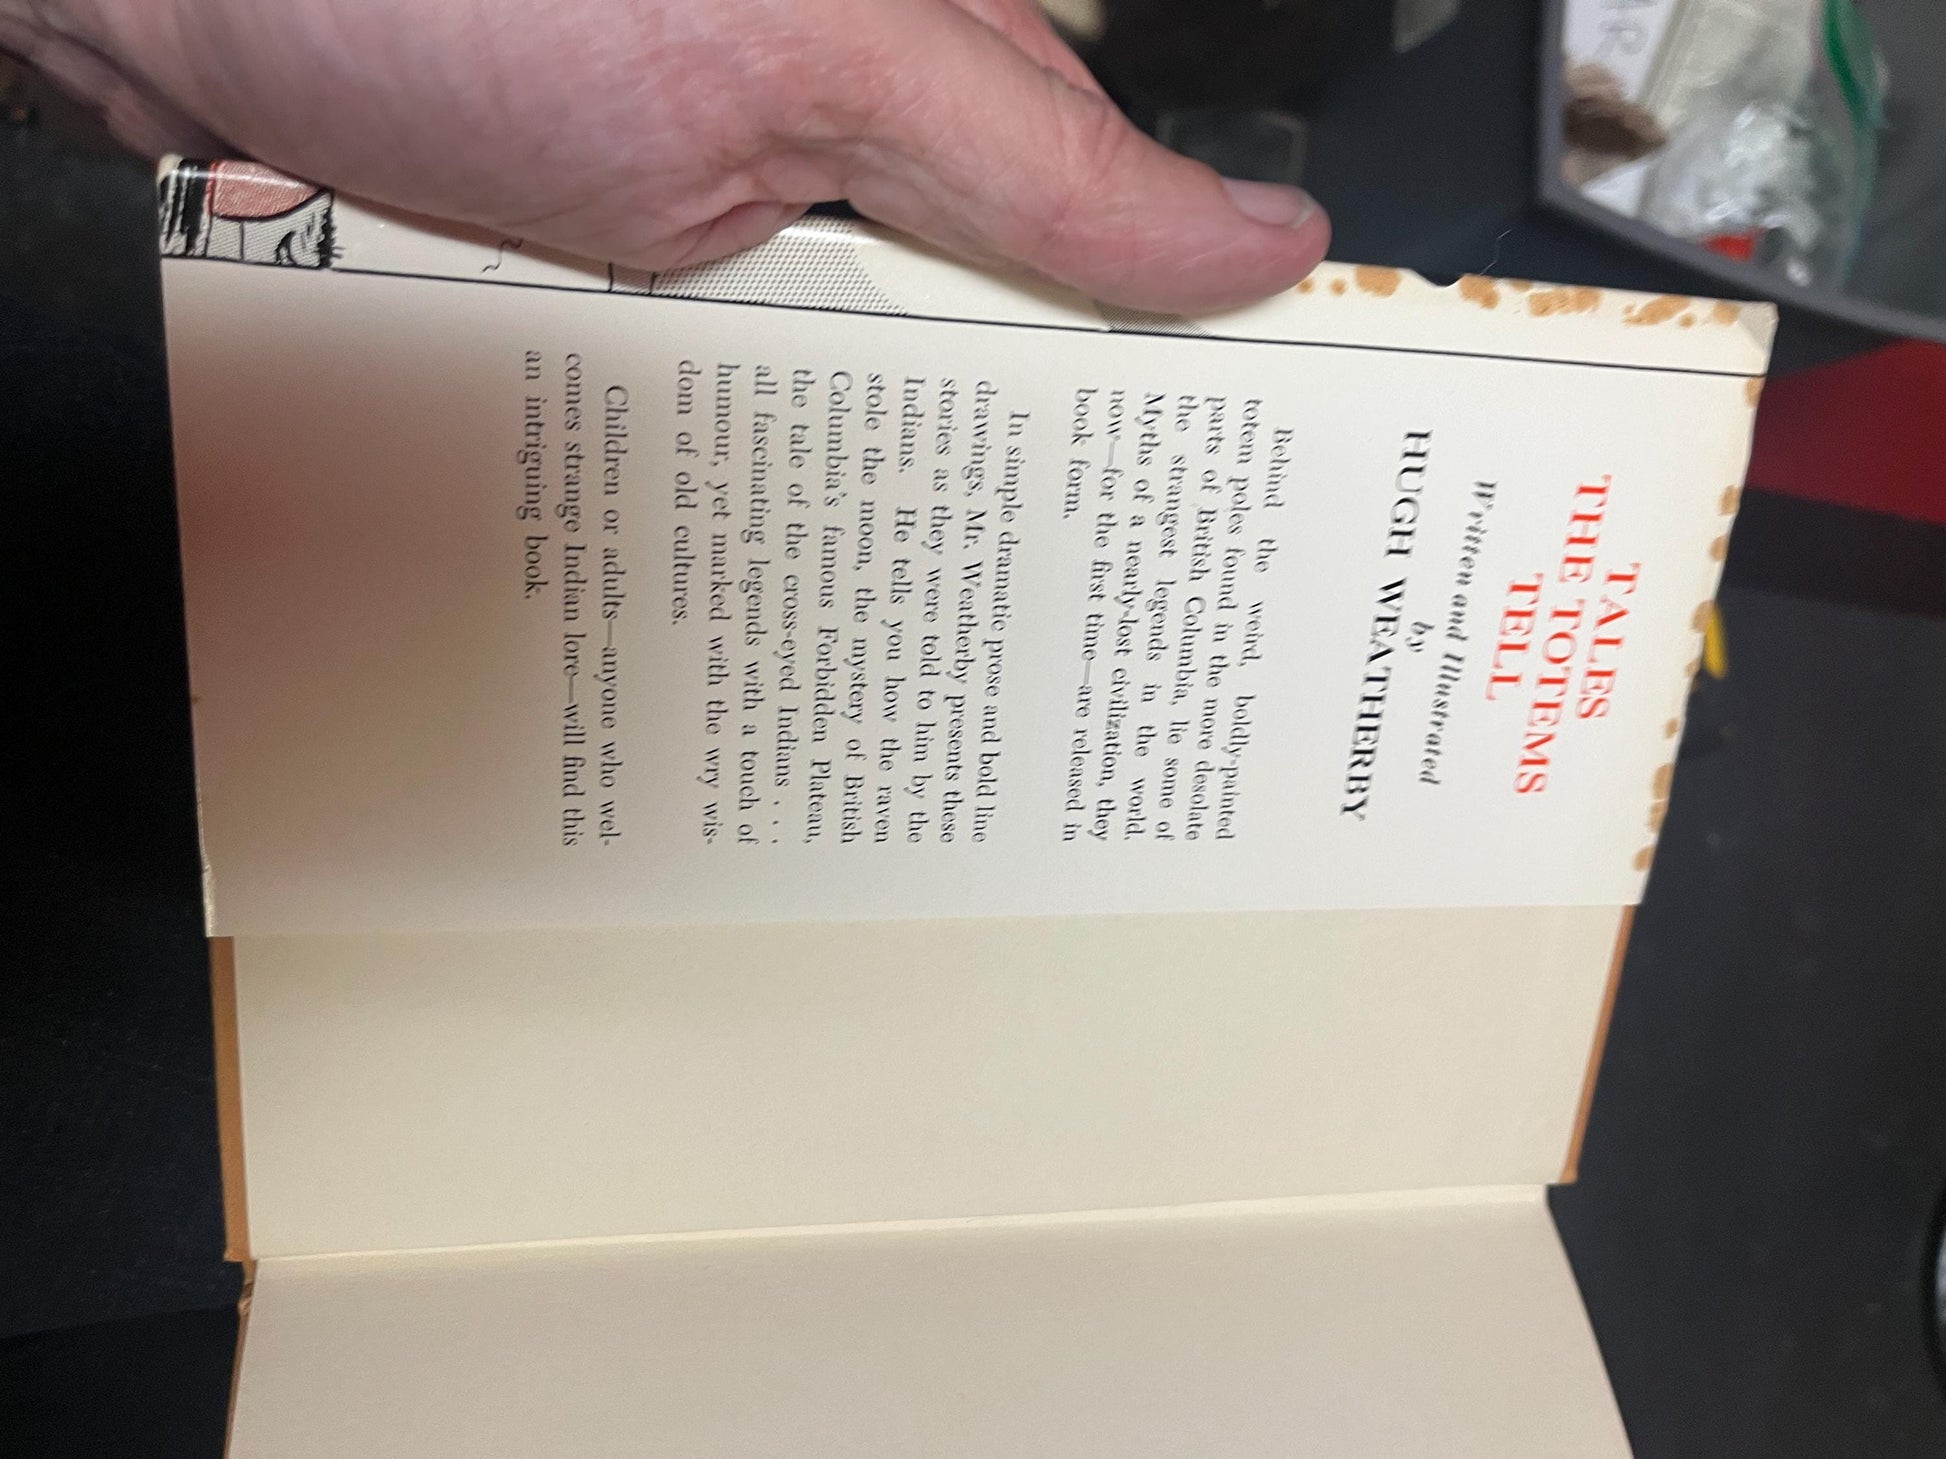 TALES
THE TOTEMS
TELL
Written and Illustrated
by
HUGH WEATHERBY
Behind the weird, boldly-painted
totem poles found in the more desolate
parts of British Columbia, lie some of
the strangest legends in the world.
Myths of a nearly-lost civilization, they
now—for the first time—are released in
book form.
In simple dramatic prose and bold line
drawings, Mr. Weatherby presents these
stories as they were told to him by the
Indians. He tells you how the raven
stole the moon, the mystery of British
Columbia's famous Forbidden Plateau,
the tale of the cross-eyed Indians . . .
all fascinating legends with a touch of
humour, yet marked with the wry wis-
dom of old cultures.
Children or adults—anyone who wel-
comes strange Indian lore—will find this
an intriguing book.